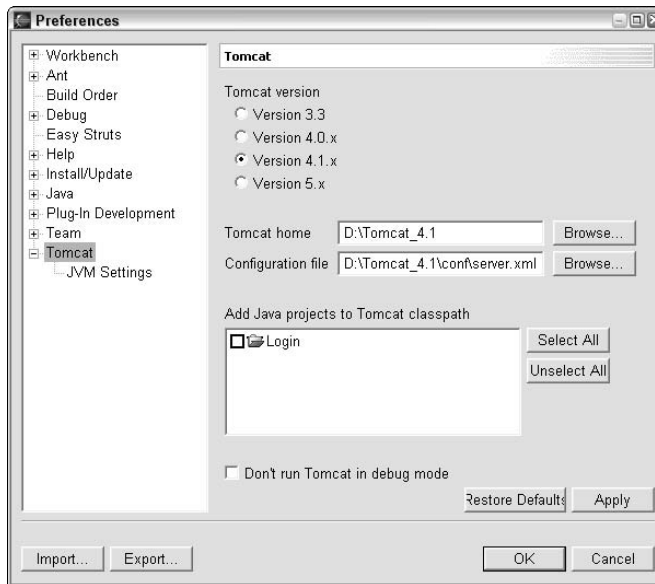 Preferences
Workbench
Ant
Build Order
Debug
Easy Struts
Help
Install/Update
Java
Plug-In Development
Team
Tomcat
JVM Settings
Tomcat
Tomcat version
Version 3.3
Version 4.0.x
Version 4.1.x
Version 5.x
Tomcat home D:\Tomcat_4.1 Browse...
Configuration file D:\Tomcat_4.1\conf\server.xml Browse...
Add Java projects to Tomcat classpath
Login
Select All
Unselect All
Don't run Tomcat in debug mode
Restore Defaults Apply
Import... Export... OK Cancel